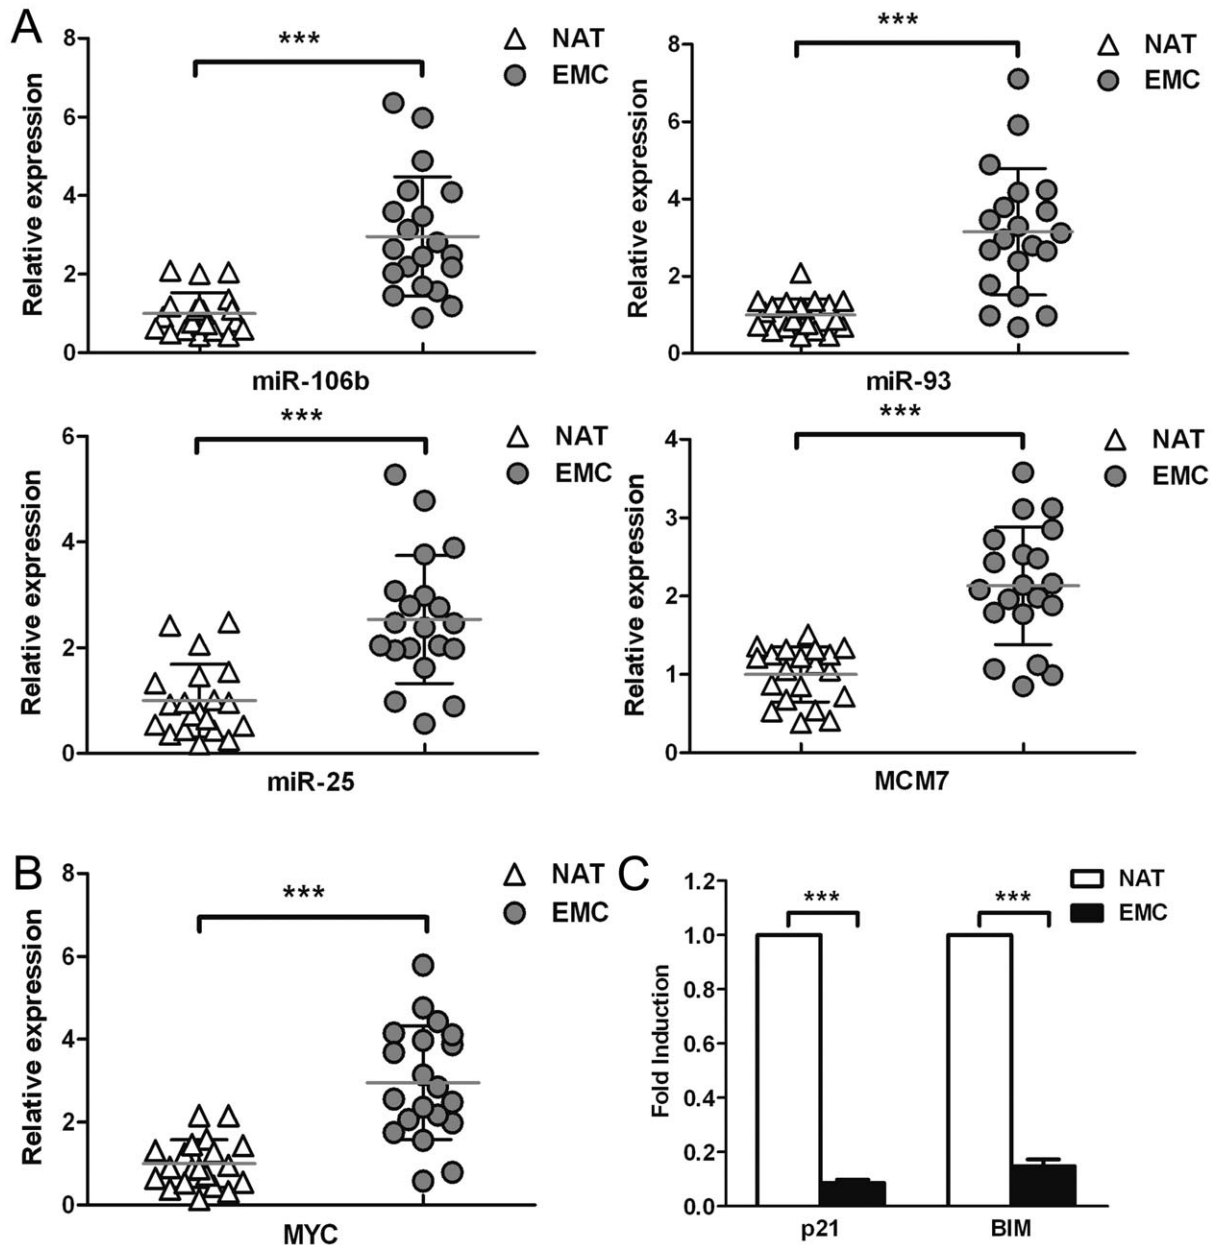 A
Relative expression
8
6
4
2
0
***
NAT
EMC
miR-106b
Relative expression
8
6
4
2
0
***
NAT
EMC
miR-93
Relative expression
6
4
2
0
***
NAT
EMC
miR-25
Relative expression
4
3
2
1
0
***
NAT
EMC
MCM7
B
Relative expression
8
6
4
2
0
***
NAT
EMC
MYC
C
Fold Induction
1.2
1.0
0.8
0.6
0.4
0.2
0.0
***
***
NAT
EMC
p21
BIM